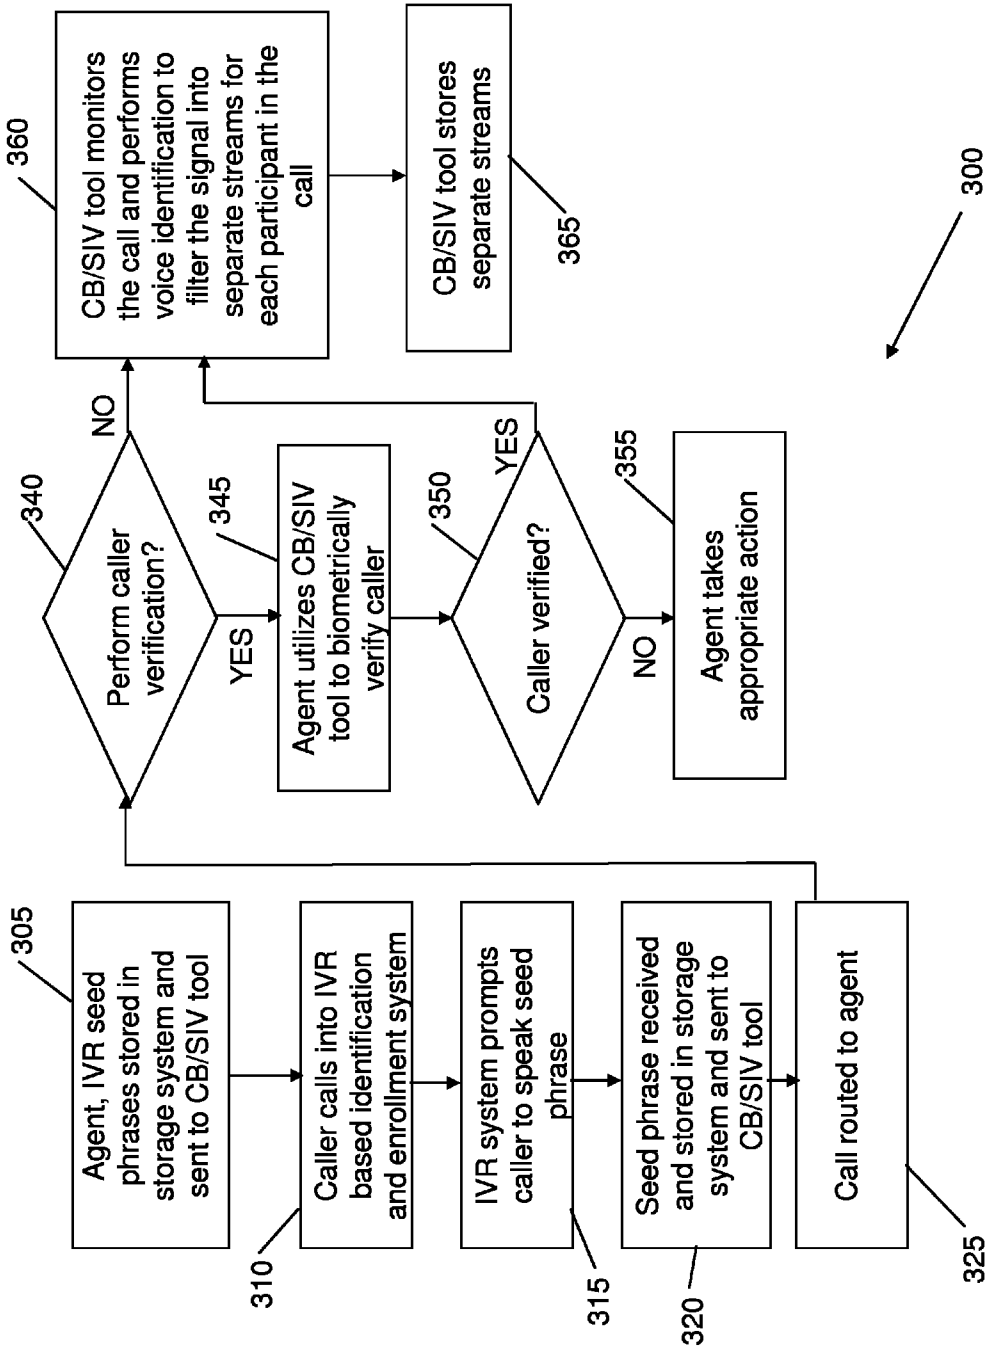 305
Agent, IVR seed
phrases stored in
storage system and
sent to CB/SIV tool
310
Caller calls into IVR
based identification
and enrollment system
IVR system prompts
caller to speak seed
phrase
315
Seed phrase received
and stored in storage
system and sent to
CB/SIV tool
320
Call routed to agent
325
340
Perform caller
verification?
NO
YES
345
Agent utilizes CB/SIV
tool to biometrically
verify caller
350
Caller verified?
YES
NO
355
Agent takes
appropriate action
360
CB/SIV tool monitors
the call and performs
voice identification to
filter the signal into
separate streams for
each participant in the
call
CB/SIV tool stores
separate streams
365
300